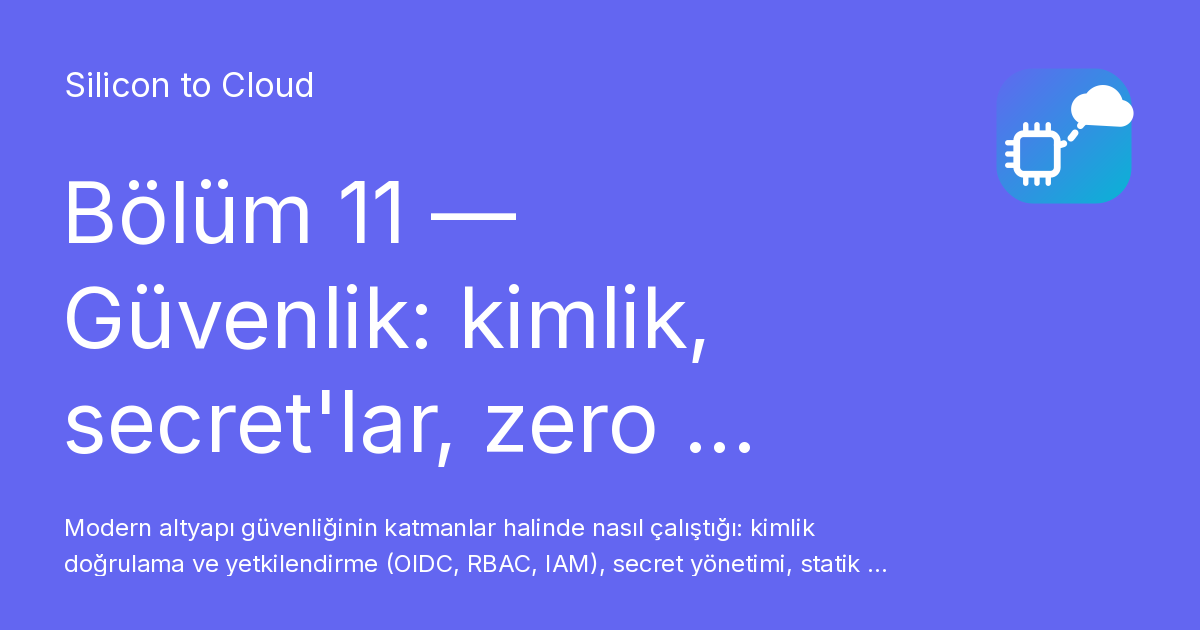 Silicon to Cloud
Bölüm 11 —
Güvenlik: kimlik,
secret'lar, zero ...
Modern altyapı güvenliğinin katmanlar halinde nasıl çalıştığı: kimlik
doğrulama ve yetkilendirme (OIDC, RBAC, IAM), secret yönetimi, statik ...